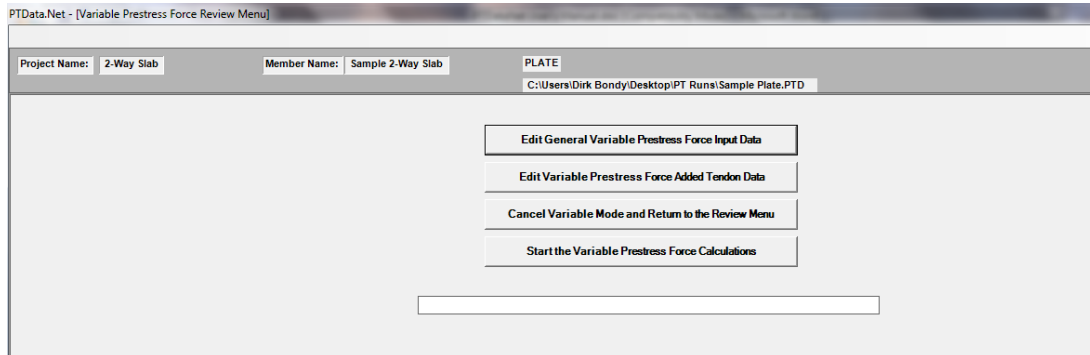 PTData.Net - [Variable Prestress Force Review Menu]
Project Name: 2-Way Slab Member Name: Sample 2-Way Slab PLATE
C:\Users\Dirk Bondy\Desktop\PT Runs\Sample Plate.PTD
Edit General Variable Prestress Force Input Data
Edit Variable Prestress Force Added Tendon Data
Cancel Variable Mode and Return to the Review Menu
Start the Variable Prestress Force Calculations